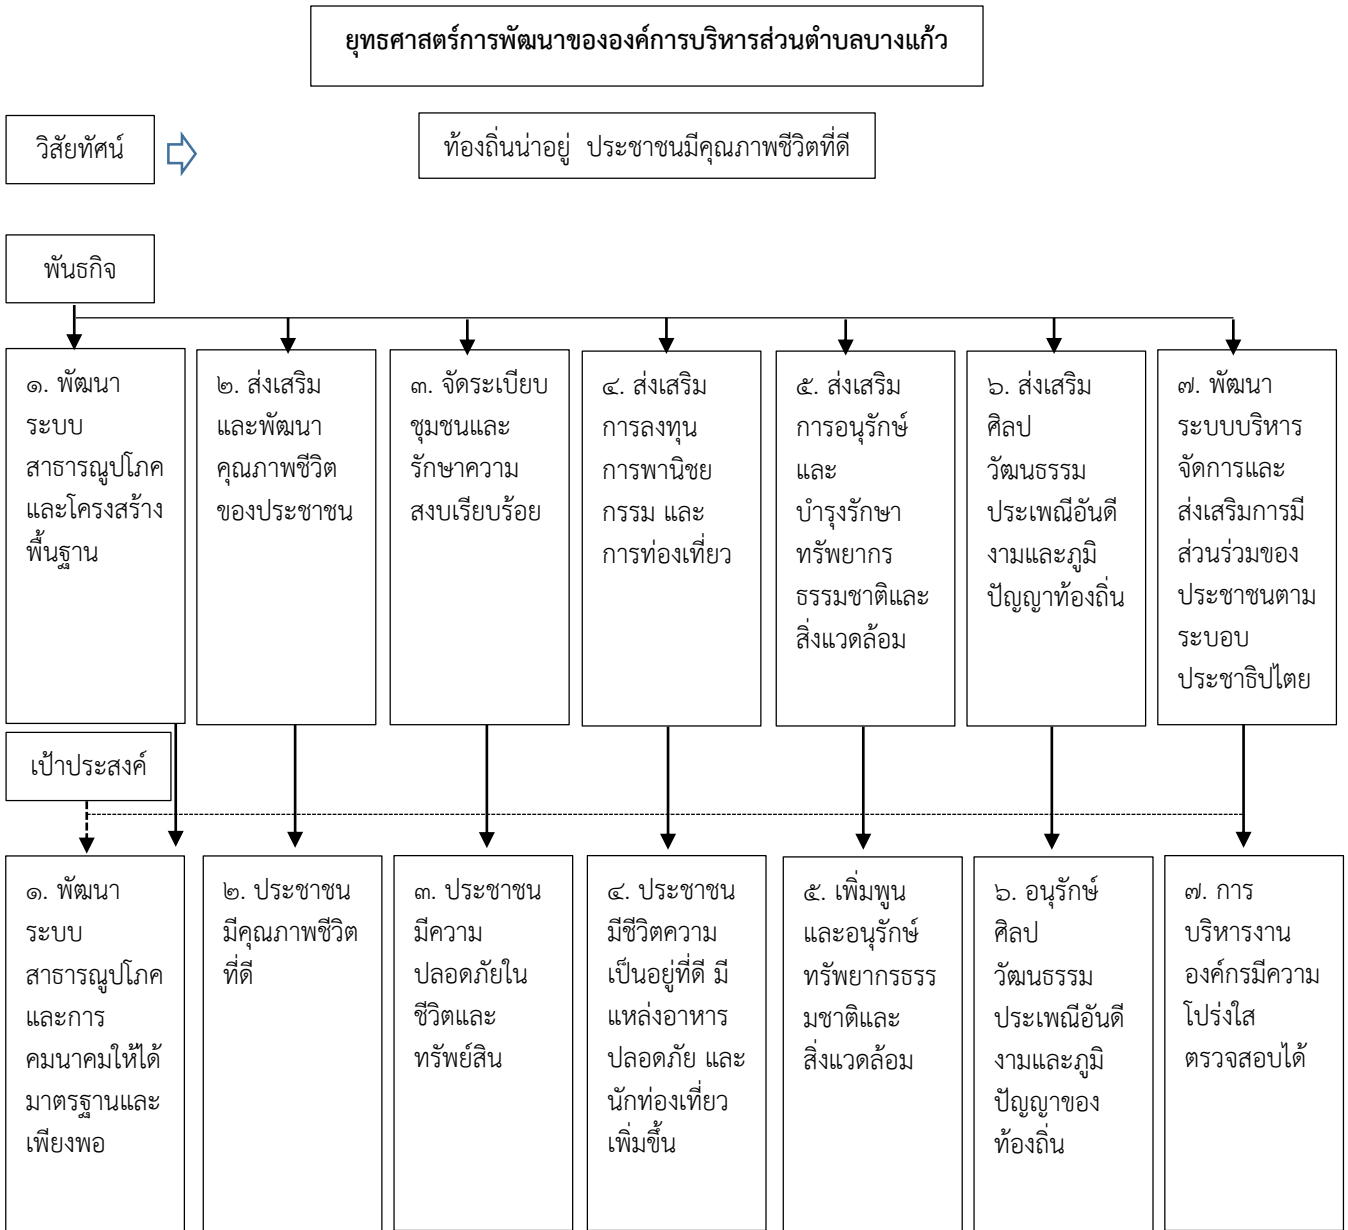 ยุทธศาสตร์การพัฒนาขององค์การบริหารส่วนตำบลบางแก้ว
วิสัยทัศน์
ท้องถิ่นน่าอยู่ ประชาชนมีคุณภาพชีวิตที่ดี
พันธกิจ
๑. พัฒนา
ระบบ
สาธารณูปโภค
และโครงสร้าง
พื้นฐาน
๒. ส่งเสริม
และพัฒนา
คุณภาพชีวิต
ของประชาชน
๓. จัดระเบียบ
ชุมชนและ
รักษาความ
สงบเรียบร้อย
๔. ส่งเสริม
การลงทุน
การพานิชย
กรรม และ
การท่องเที่ยว
๕. ส่งเสริม
การอนุรักษ์
และ
บำรุงรักษา
ทรัพยากร
ธรรมชาติและ
สิ่งแวดล้อม
๖. ส่งเสริม
ศิลป
วัฒนธรรม
ประเพณีอันดี
งามและภูมิ
ปัญญาท้องถิ่น
๗. พัฒนา
ระบบบริหาร
จัดการและ
ส่งเสริมการมี
ส่วนร่วมของ
ประชาชนตาม
ระบอบ
ประชาธิปไตย
เป้าประสงค์
๑. พัฒนา
ระบบ
สาธารณูปโภค
และการ
คมนาคมให้ได้
มาตรฐานและ
เพียงพอ
๒. ประชาชน
มีคุณภาพชีวิต
ที่ดี
๓. ประชาชน
มีความ
ปลอดภัยใน
ชีวิตและ
ทรัพย์สิน
๔. ประชาชน
มีชีวิตความ
เป็นอยู่ที่ดี มี
แหล่งอาหาร
ปลอดภัย และ
นักท่องเที่ยว
เพิ่มขึ้น
๕. เพิ่มพูน
และอนุรักษ์
ทรัพยากรธรร
มชาติและ
สิ่งแวดล้อม
๖. อนุรักษ์
ศิลป
วัฒนธรรม
ประเพณีอันดี
งามและภูมิ
ปัญญาของ
ท้องถิ่น
๗. การ
บริหารงาน
องค์กรมีความ
โปร่งใส
ตรวจสอบได้